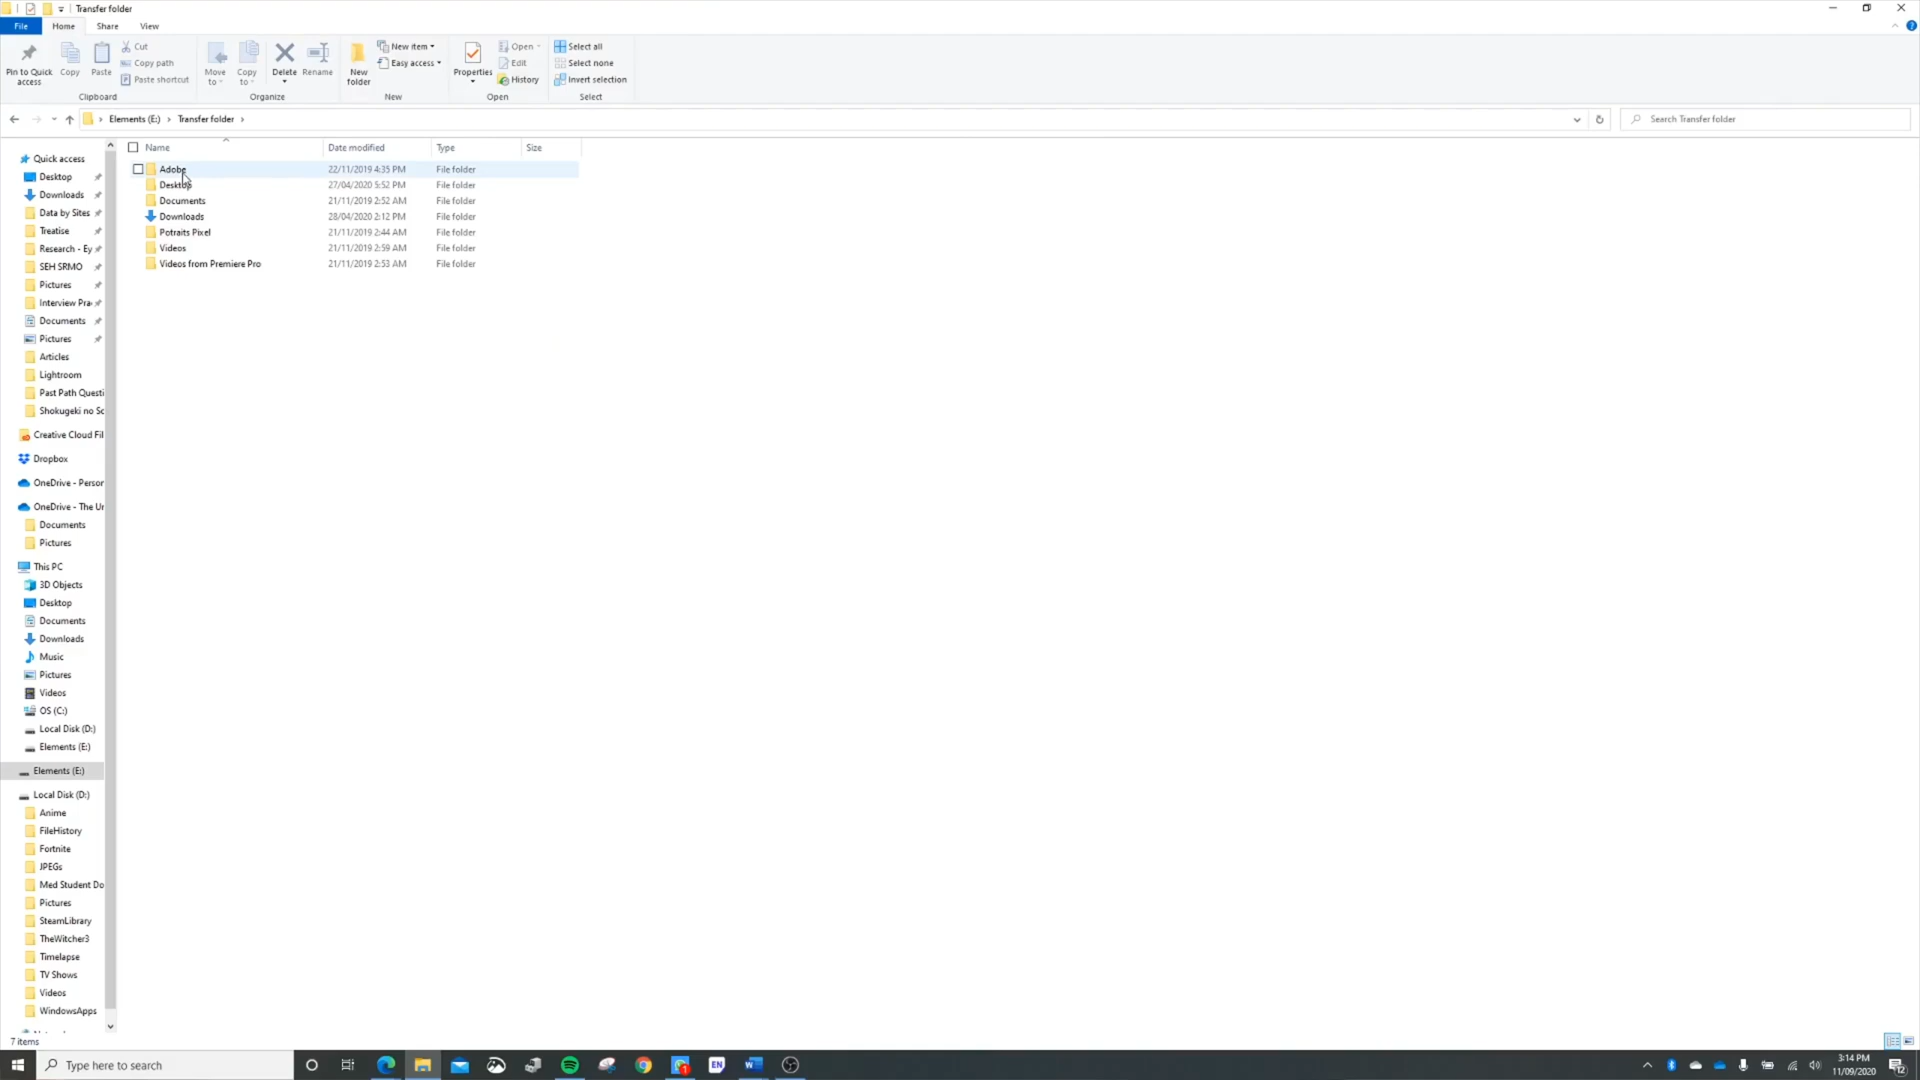 Transfer folder
File Home Share View
Pin to Quick access
Copy
Paste
Cut
Copy path
Paste shortcut
Clipboard
Move to
Copy to
Delete
Rename
Organize
New folder
New item
Easy access
New
Properties
Open
Edit
History
Open
Select all
Select none
Invert selection
Select
Elements (E:) Transfer folder
Search Transfer folder
Name Date modified Type Size
Adobe 22/11/2019 4:35 PM File folder
Desktop 27/04/2020 5:52 PM File folder
Documents 21/11/2019 2:52 AM File folder
Downloads 28/04/2020 2:12 PM File folder
Potraits Pixel 21/11/2019 2:44 AM File folder
Videos 21/11/2019 2:59 AM File folder
Videos from Premiere Pro 21/11/2019 2:53 AM File folder
Quick access
Desktop
Downloads
Data by Sites
Treatise
Research - Ey
SEH SRMO
Pictures
Interview Pra
Documents
Pictures
Articles
Lightroom
Past Path Questi
Shokugeki no Sc
Creative Cloud Fil
Dropbox
OneDrive - Person
OneDrive - The Un
Documents
Pictures
This PC
3D Objects
Desktop
Documents
Downloads
Music
Pictures
Videos
OS (C:)
Local Disk (D:)
Elements (E:)
Elements (E:)
Local Disk (D:)
Anime
FileHistory
Fortnite
JPEGs
Med Student Do
Pictures
SteamLibrary
TheWitcher3
Timelapse
TV Shows
Videos
WindowsApps
7 items
Type here to search
EN
3:14 PM
11/09/2020